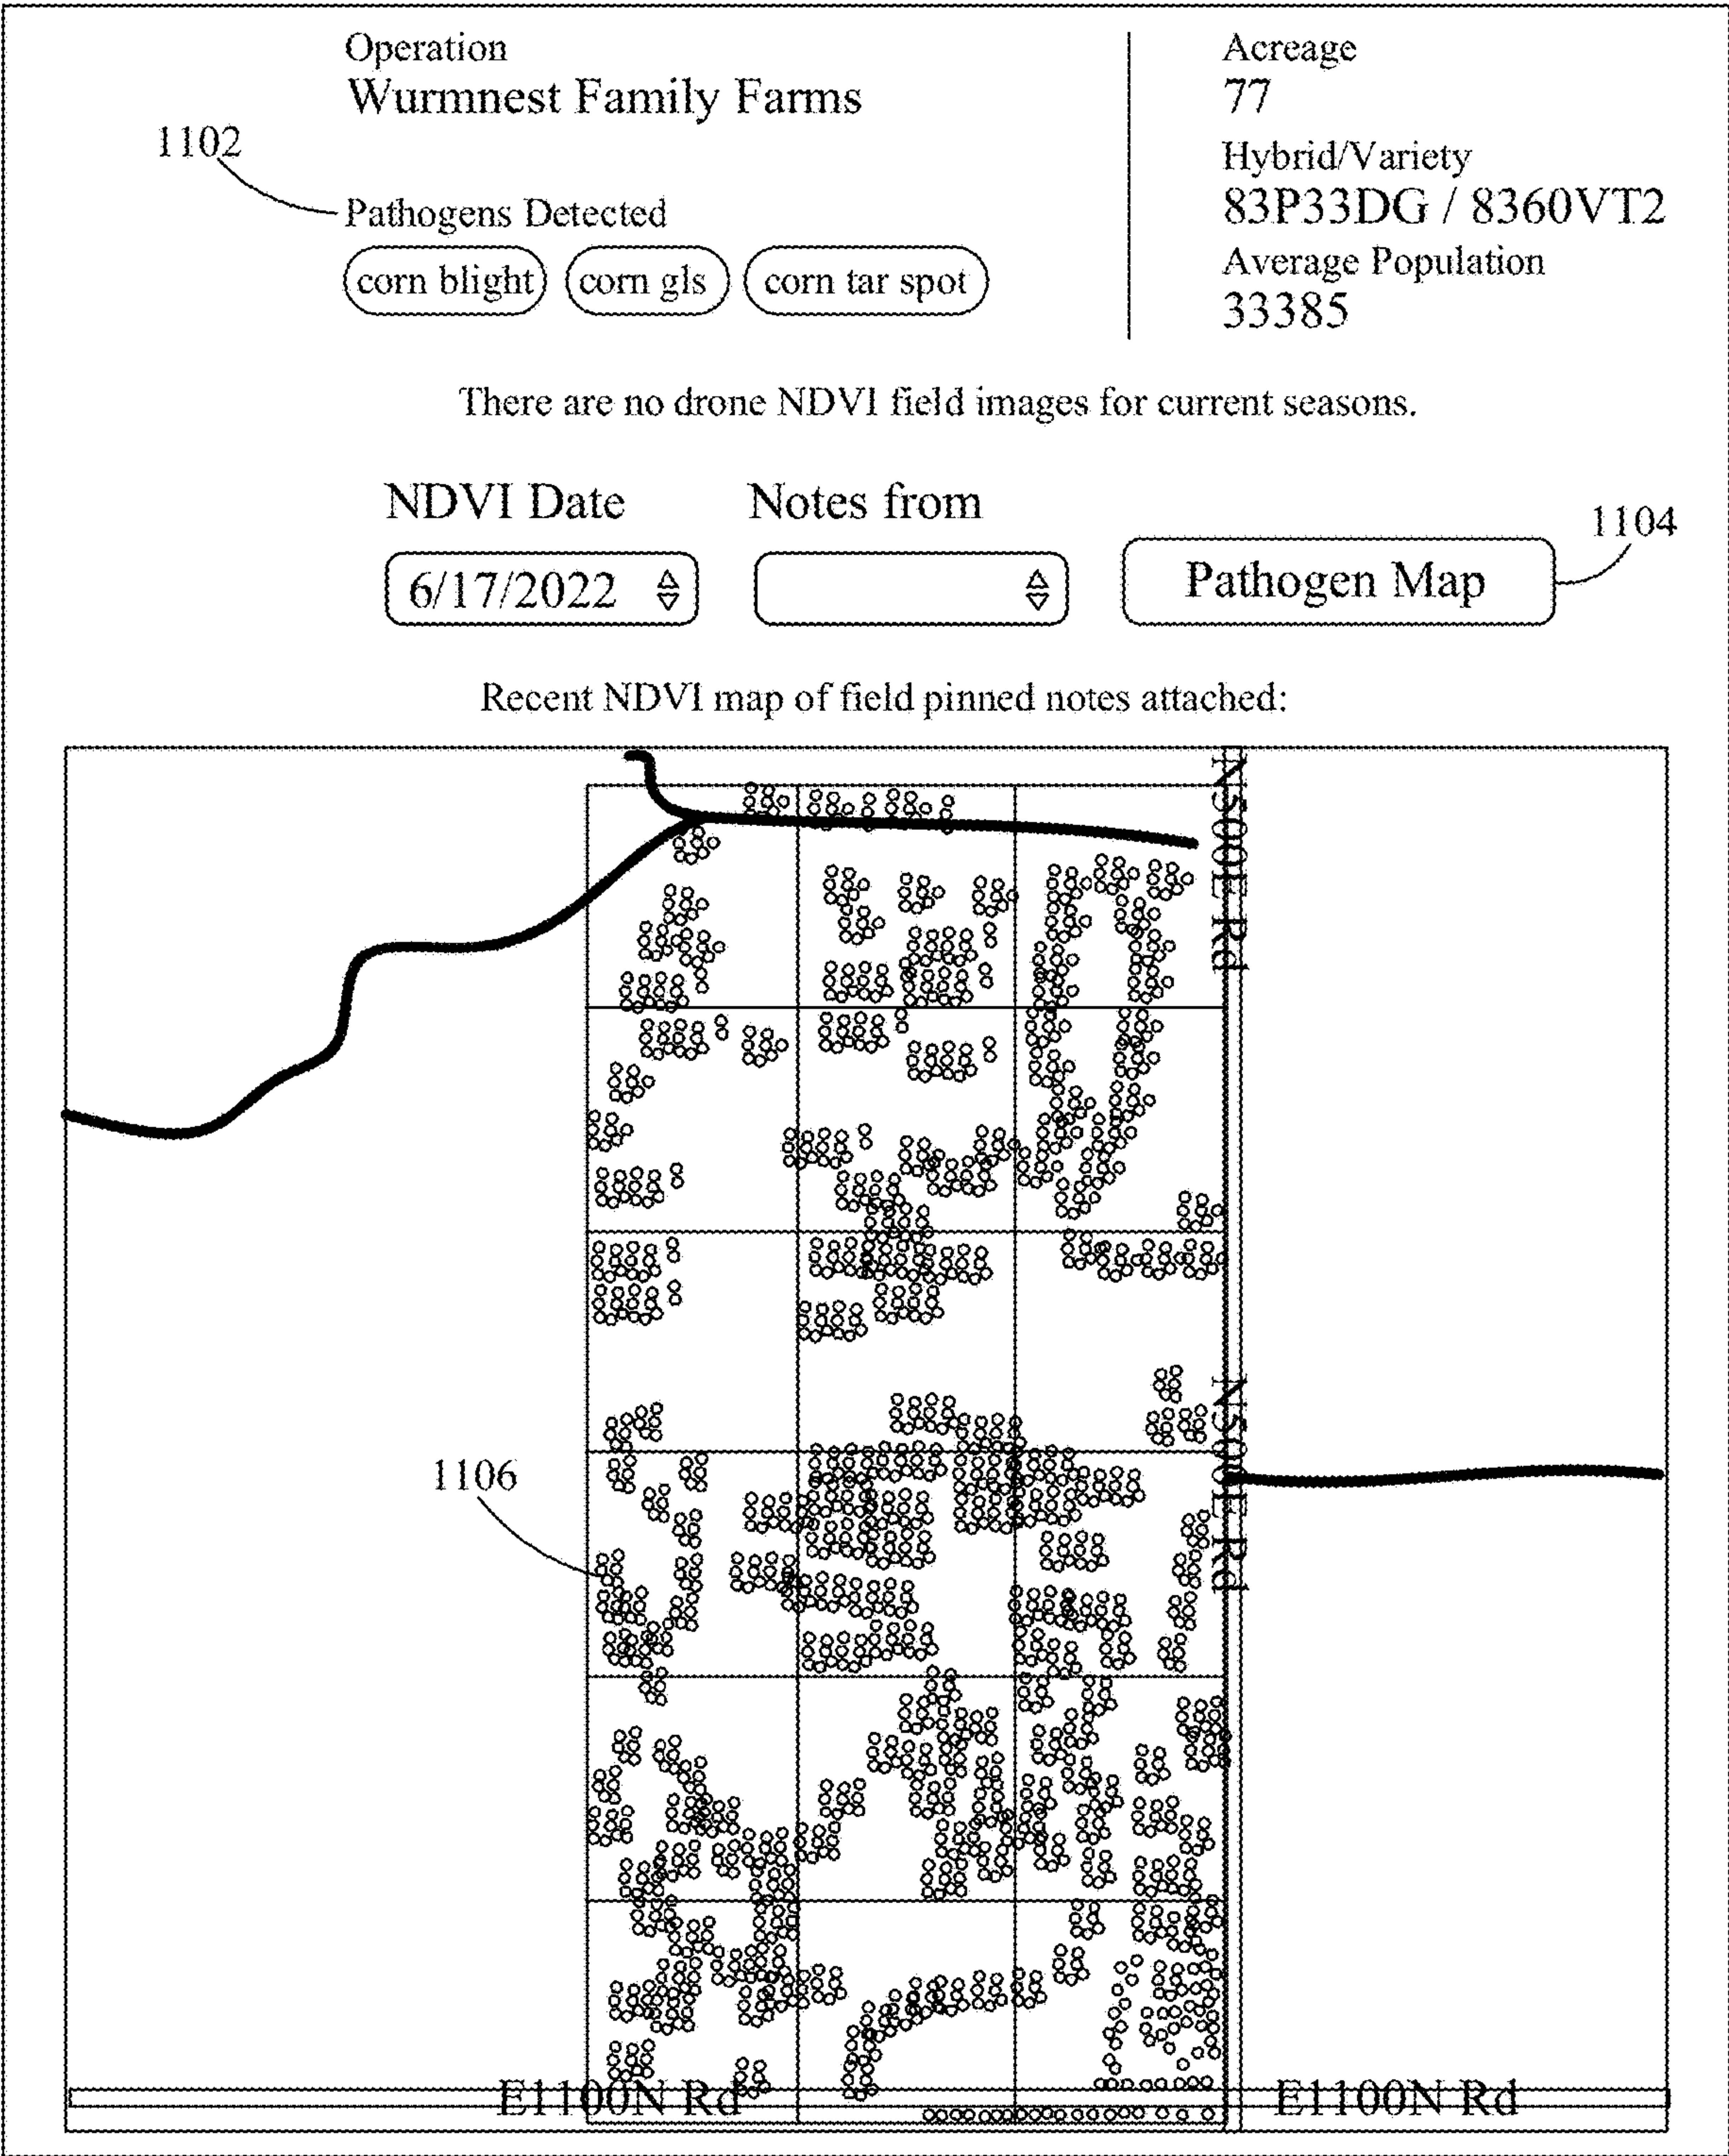 Operation
Wurmnest Family Farms
1102
Pathogens Detected
corn blight corn gls corn tar spot
Acreage
77
Hybrid/Variety
83P33DG / 8360VT2
Average Population
33385
There are no drone NDVI field images for current seasons.
NDVI Date Notes from
1104
6/17/2022 Pathogen Map
Recent NDVI map of field pinned notes attached:
N500E Rd
N500E Rd
1106
E1100N Rd E1100N Rd